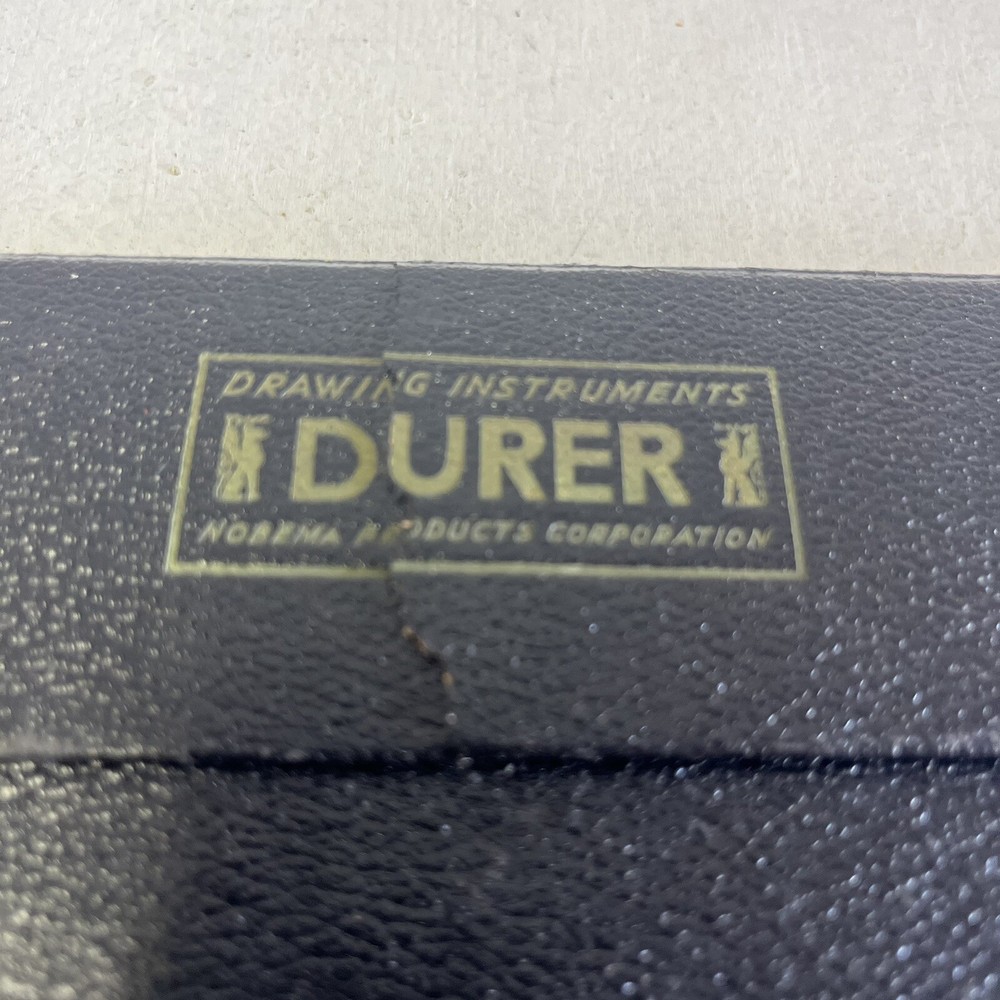 DRAWING INSTRUMENTS
DURER
NOBEMA PRODUCTS CORPORATION